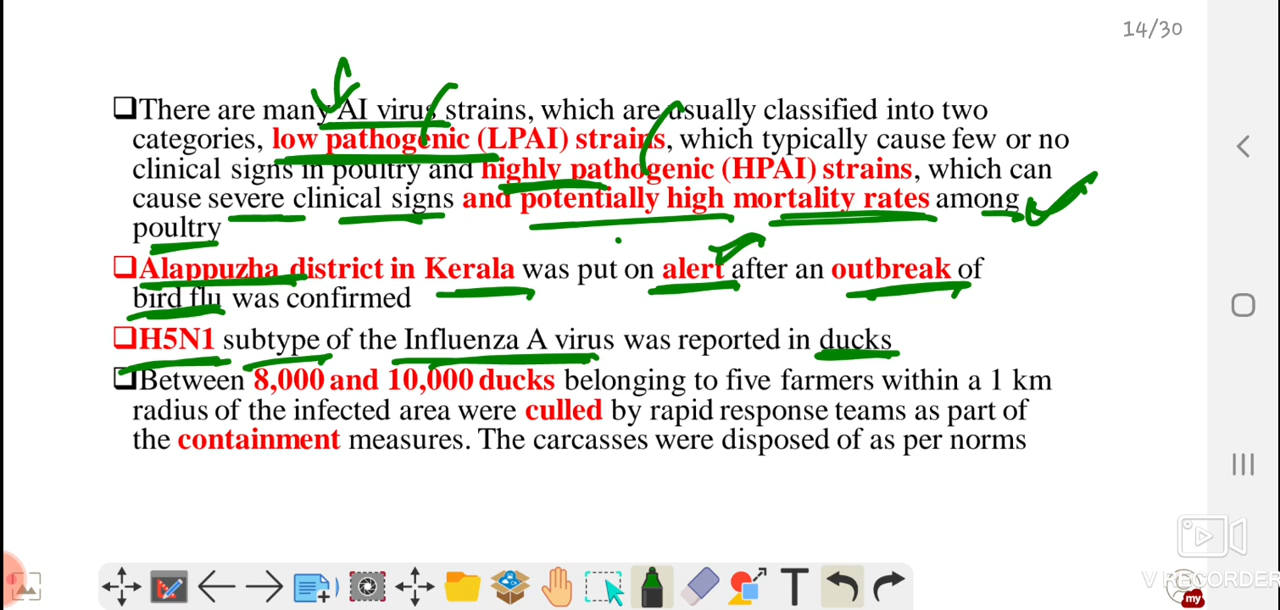 14/30
There are many AI virus strains, which are usually classified into two
categories, low pathogenic (LPAI) strains, which typically cause few or no
clinical signs in poultry and highly pathogenic (HPAI) strains, which can
cause severe clinical signs and potentially high mortality rates among
poultry
Alappuzha district in Kerala was put on alert after an outbreak of
bird flu was confirmed
H5N1 subtype of the Influenza A virus was reported in ducks
Between 8,000 and 10,000 ducks belonging to five farmers within a 1 km
radius of the infected area were culled by rapid response teams as part of
the containment measures. The carcasses were disposed of as per norms
V RECORDER
my